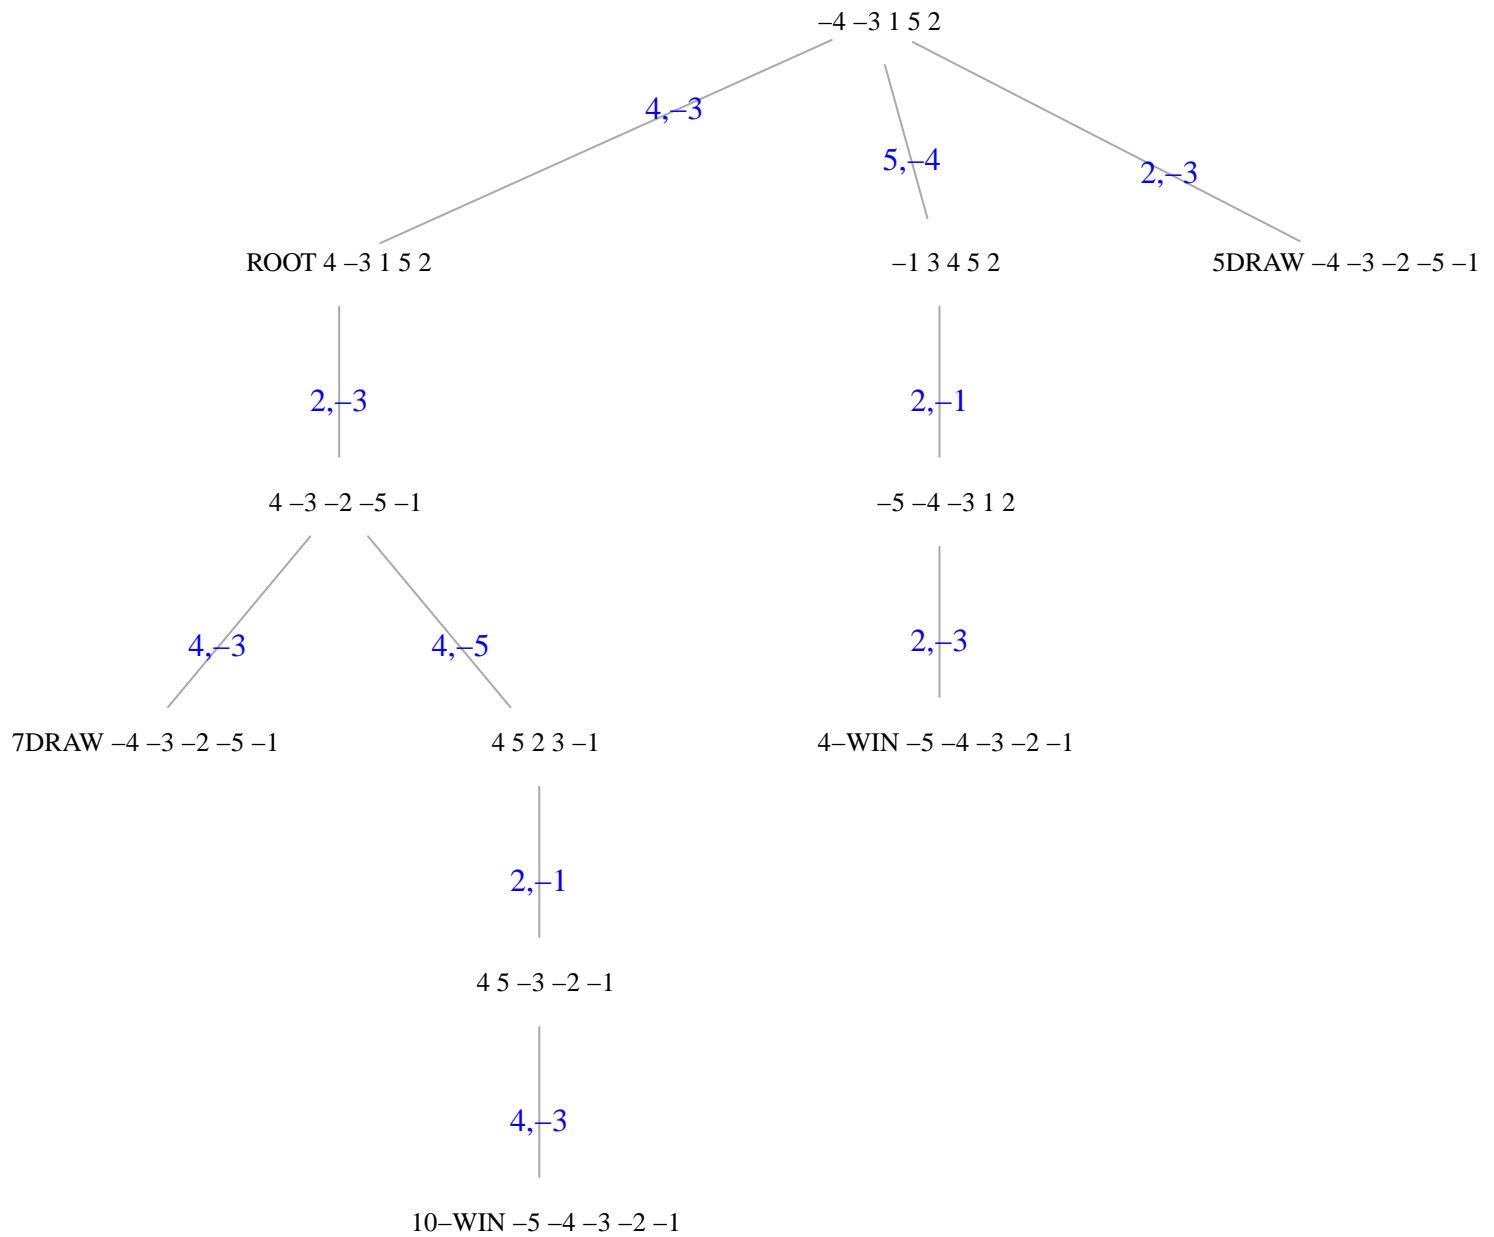 –4 –3 1 5 2
4,–3
5,–4
2,–3
ROOT 4 –3 1 5 2
–1 3 4 5 2
5DRAW –4 –3 –2 –5 –1
2,–3
2,–1
4 –3 –2 –5 –1
–5 –4 –3 1 2
4,–3
4,–5
2,–3
7DRAW –4 –3 –2 –5 –1
4 5 2 3 –1
4–WIN –5 –4 –3 –2 –1
2,–1
4 5 –3 –2 –1
4,–3
10–WIN –5 –4 –3 –2 –1